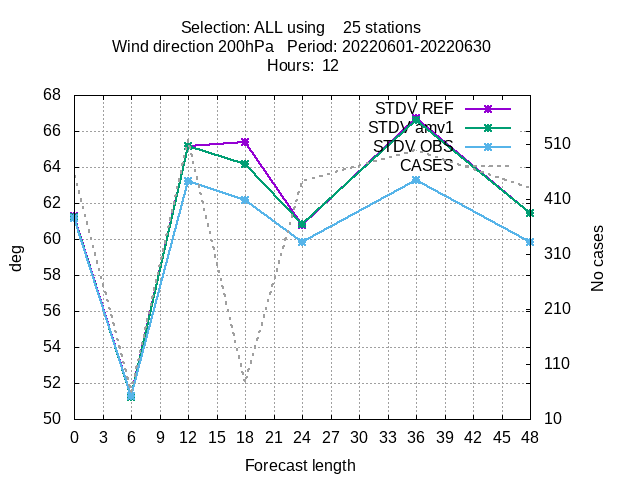 Selection: ALL using    25 stations
Wind direction 200hPa   Period: 20220601-20220630
Hours:  12
68
66
64
62
60
58
56
54
52
50
deg
STDV REF
STDV amv1
STDV OBS
CASES
510
410
310
210
110
10
No cases
0 3 6 9 12 15 18 21 24 27 30 33 36 39 42 45 48
Forecast length